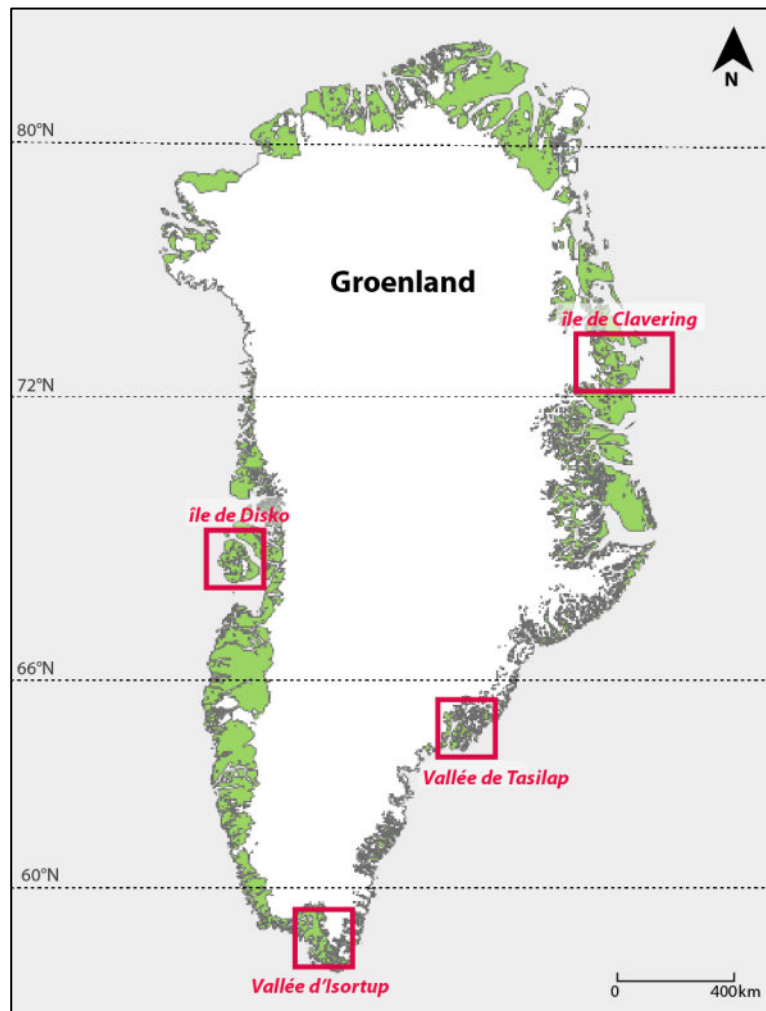 N
80°N
Groenland
île de Clavering
72°N
île de Disko
66°N
Vallée de Tasilap
60°N
Vallée d'Isortup
0 400km